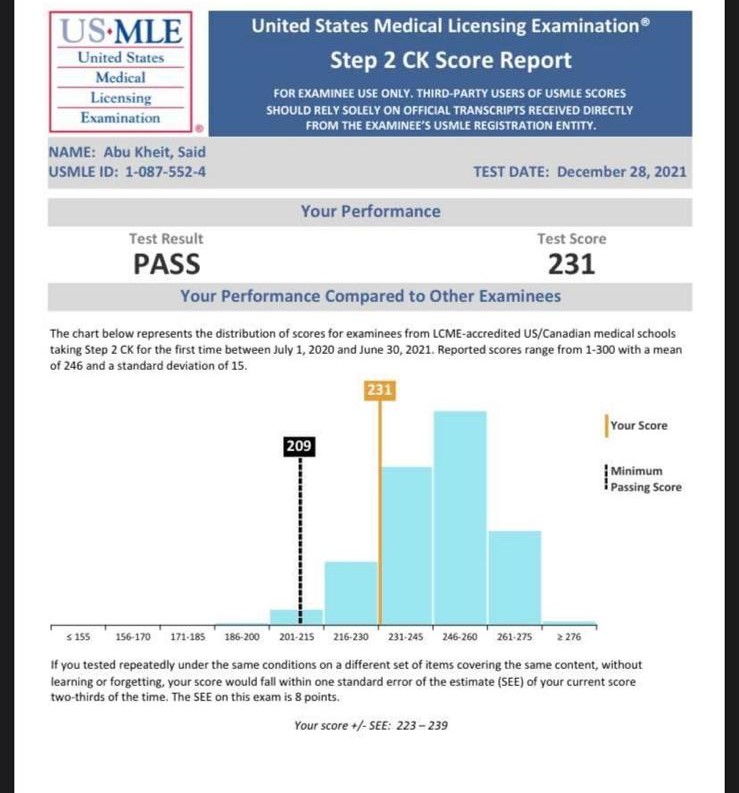 US·MLE
United States
Medical
Licensing
Examination
®
United States Medical Licensing Examination®
Step 2 CK Score Report
FOR EXAMINEE USE ONLY. THIRD-PARTY USERS OF USMLE SCORES
SHOULD RELY SOLELY ON OFFICIAL TRANSCRIPTS RECEIVED DIRECTLY
FROM THE EXAMINEE'S USMLE REGISTRATION ENTITY.
NAME: Abu Kheit, Said
USMLE ID: 1-087-552-4
TEST DATE: December 28, 2021
Your Performance
Test Result
PASS
Test Score
231
Your Performance Compared to Other Examinees
The chart below represents the distribution of scores for examinees from LCME-accredited US/Canadian medical schools
taking Step 2 CK for the first time between July 1, 2020 and June 30, 2021. Reported scores range from 1-300 with a mean
of 246 and a standard deviation of 15.
231
209
Your Score
Minimum
Passing Score
≤ 155 156-170 171-185 186-200 201-215 216-230 231-245 246-260 261-275 ≥ 276
If you tested repeatedly under the same conditions on a different set of items covering the same content, without
learning or forgetting, your score would fall within one standard error of the estimate (SEE) of your current score
two-thirds of the time. The SEE on this exam is 8 points.
Your score +/- SEE: 223 – 239